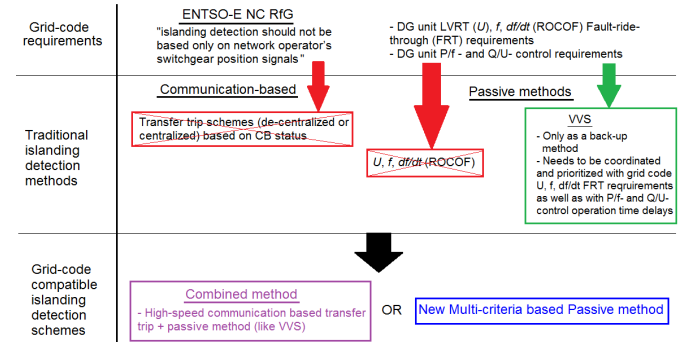 Grid-code
requirements
ENTSO-E NC RfG
"islanding detection should not be
based only on network operator's
switchgear position signals"
- DG unit LVRT (U), f, df/dt (ROCOF) Fault-ride-
through (FRT) requirements
- DG unit P/f - and Q/U- control requirements
Traditional
islanding
detection
methods
Communication-based
Transfer trip schemes (de-centralized or
centralized) based on CB status
U, f, df/dt (ROCOF)
Passive methods
VVS
- Only as a back-up
method
- Needs to be coordinated
and prioritized with grid code
U, f, df/dt FRT reqruirements
as well as with P/f- and Q/U-
control operation time delays
Grid-code
compatible
islanding
detection
schemes
Combined method
- High-speed communication based transfer
trip + passive method (like VVS)
OR
New Multi-criteria based Passive method